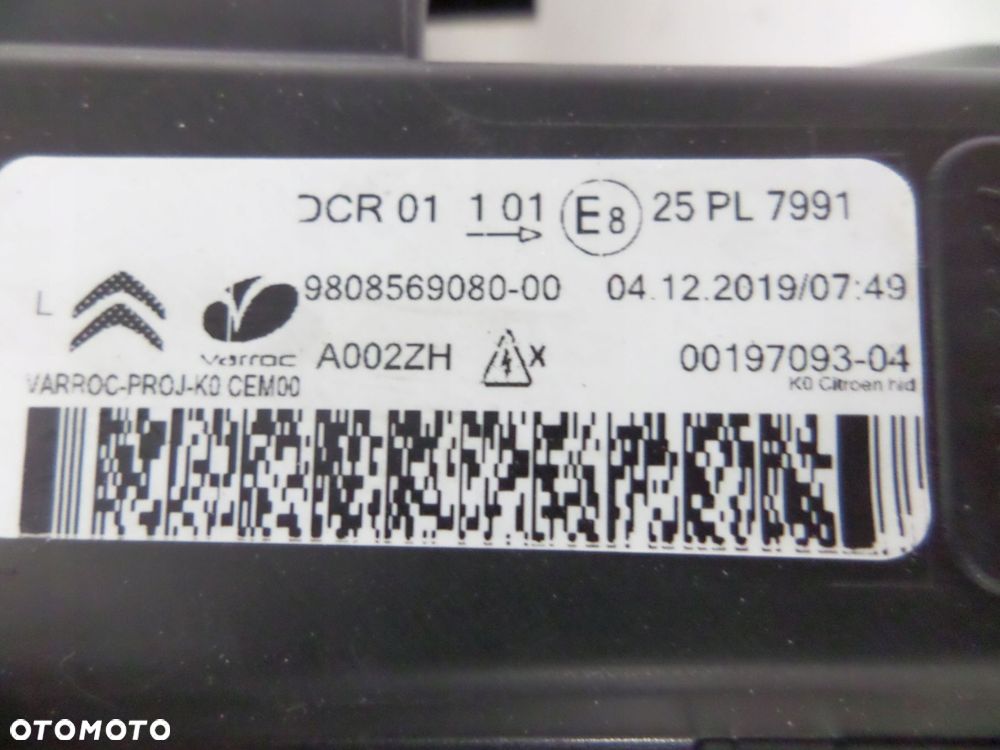 DCR 01 1 01 E8 25 PL 7991
L 9808569080-00 04.12.2019/07:49
varroc A002ZH X 00197093-04
VARROC-PROJ-K0 CEM00 K0 Citroen hid
OTOMOTO